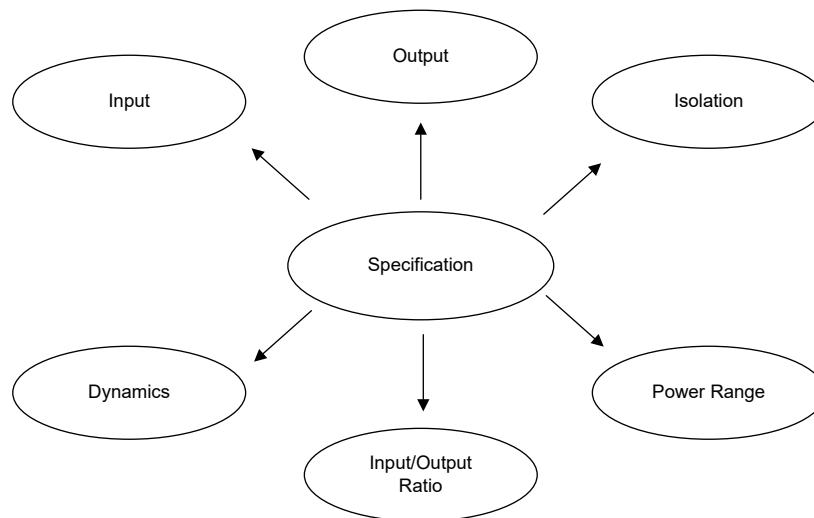 Output
Input
Isolation
Specification
Dynamics
Power Range
Input/Output
Ratio